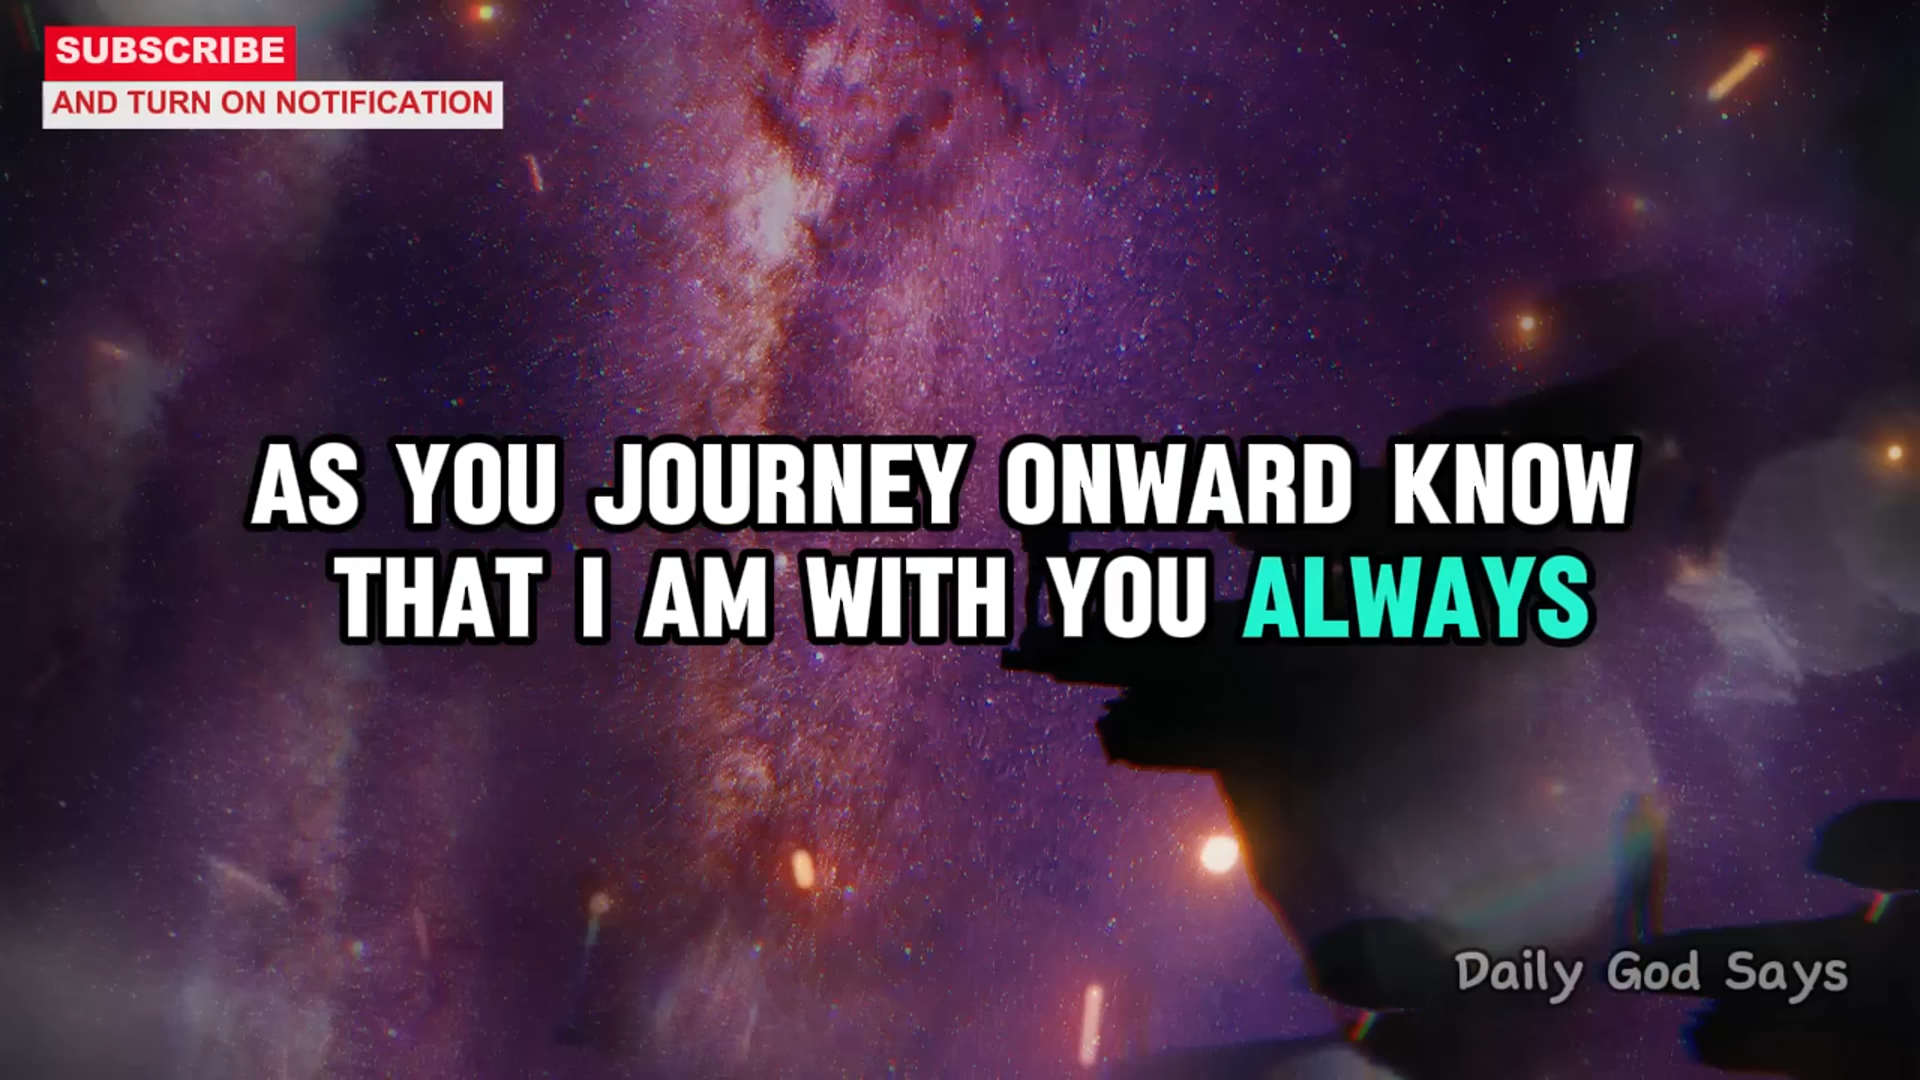 SUBSCRIBE
AND TURN ON NOTIFICATION
AS YOU JOURNEY ONWARD KNOW
THAT I AM WITH YOU ALWAYS
Daily God Says